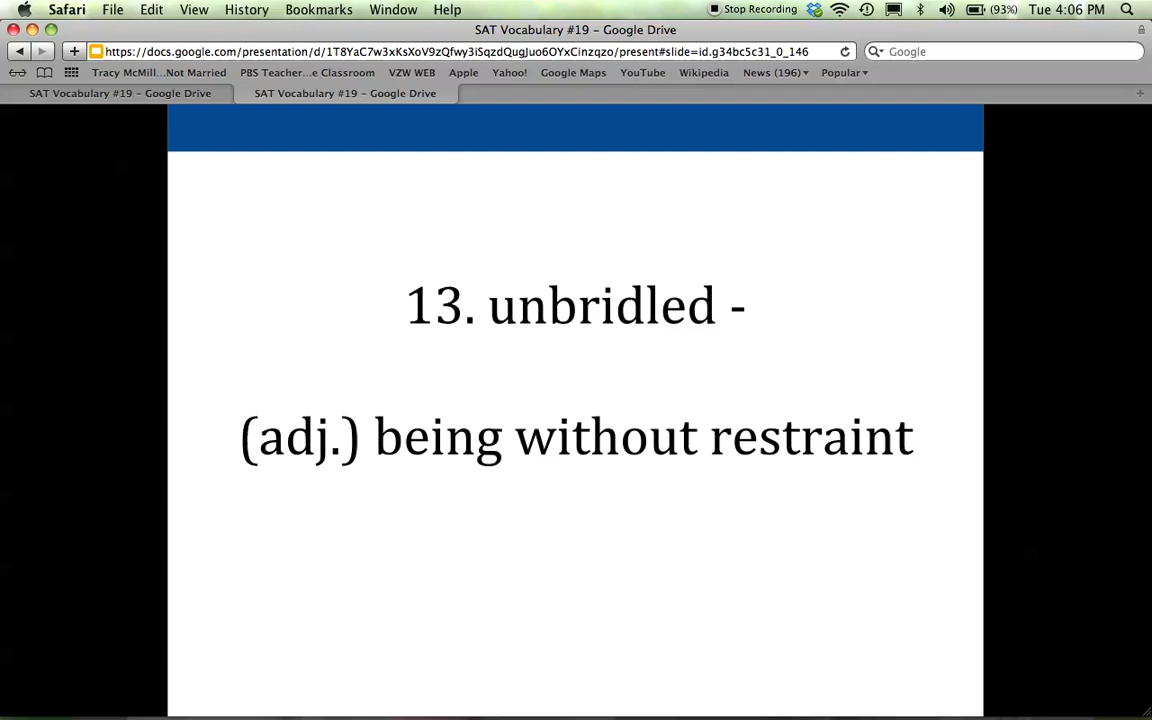 Safari File Edit View History Bookmarks Window Help Stop Recording (93%) Tue 4:06 PM
SAT Vocabulary #19 – Google Drive
https://docs.google.com/presentation/d/1T8YaC7w3xKsXoV9zQfwy3iSqzdQugJuo6OYxCinzqzo/present#slide=id.g34bc5c31_0_146 Google
Tracy McMill...Not Married PBS Teacher...e Classroom VZW WEB Apple Yahoo! Google Maps YouTube Wikipedia News (196) Popular
SAT Vocabulary #19 – Google Drive SAT Vocabulary #19 – Google Drive
13. unbridled -
(adj.) being without restraint